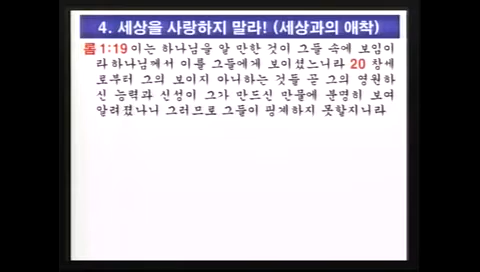 4. 세상을 사랑하지 말라! (세상과의 애착)
롬 1:19 이는 하나님을 알 만한 것이 그들 속에 보임이
라 하나님께서 이를 그들에게 보이셨느니라 20 창세
로부터 그의 보이지 아니하는 것들 곧 그의 영원하
신 능력과 신성이 그가 만드신 만물에 분명히 보여
알려졌나니 그러므로 그들이 핑계하지 못할지니라